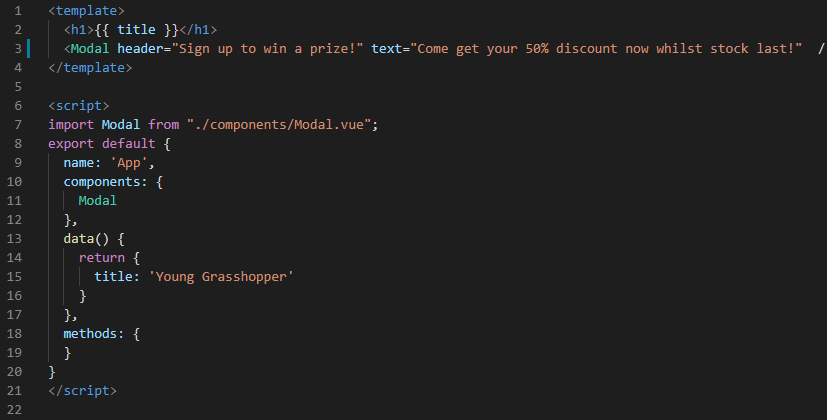 1 <template>
2 <h1>{{ title }}</h1>
3 <Modal header="Sign up to win a prize!" text="Come get your 50% discount now whilst stock last!"  /
4 </template>
5
6 <script>
7 import Modal from "./components/Modal.vue";
8 export default {
9 name: 'App',
10 components: {
11 Modal
12 },
13 data() {
14 return {
15 title: 'Young Grasshopper'
16 }
17 },
18 methods: {
19 }
20 }
21 </script>
22